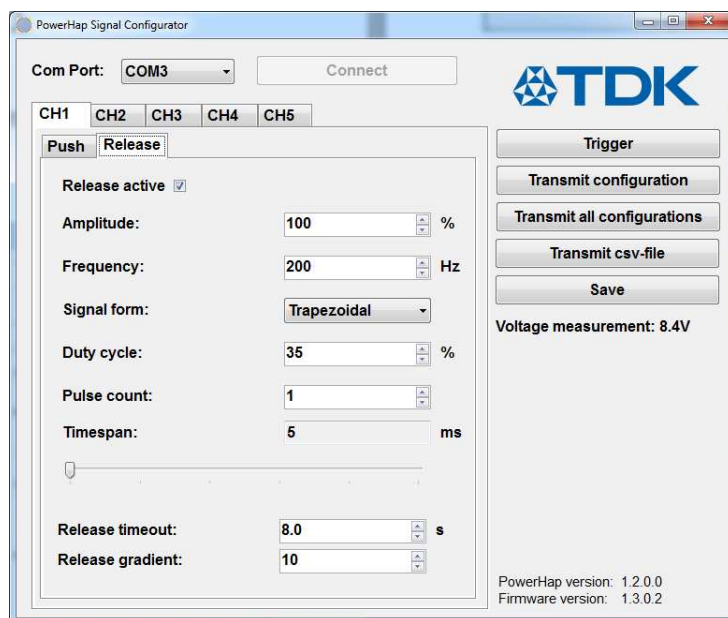 PowerHap Signal Configurator
Com Port: COM3 Connect
TDK
CH1 CH2 CH3 CH4 CH5
Push Release
Release active
Amplitude: 100 %
Frequency: 200 Hz
Signal form: Trapezoidal
Duty cycle: 35 %
Pulse count: 1
Timespan: 5 ms
Release timeout: 8.0 s
Release gradient: 10
Trigger
Transmit configuration
Transmit all configurations
Transmit csv-file
Save
Voltage measurement: 8.4V
PowerHap version: 1.2.0.0
Firmware version: 1.3.0.2